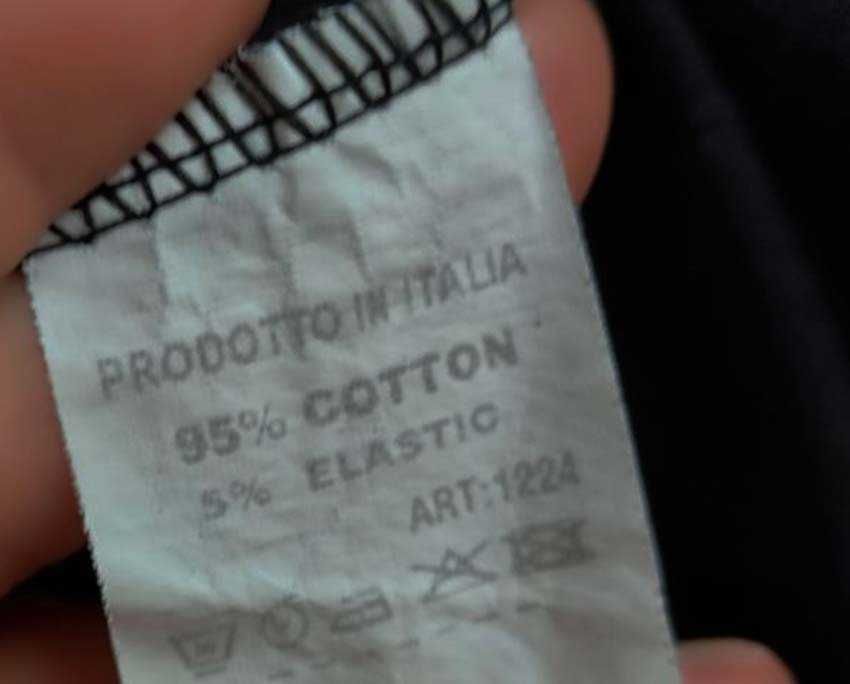 PRODOTTO IN ITALIA
95% COTTON
5% ELASTIC
ART:1224